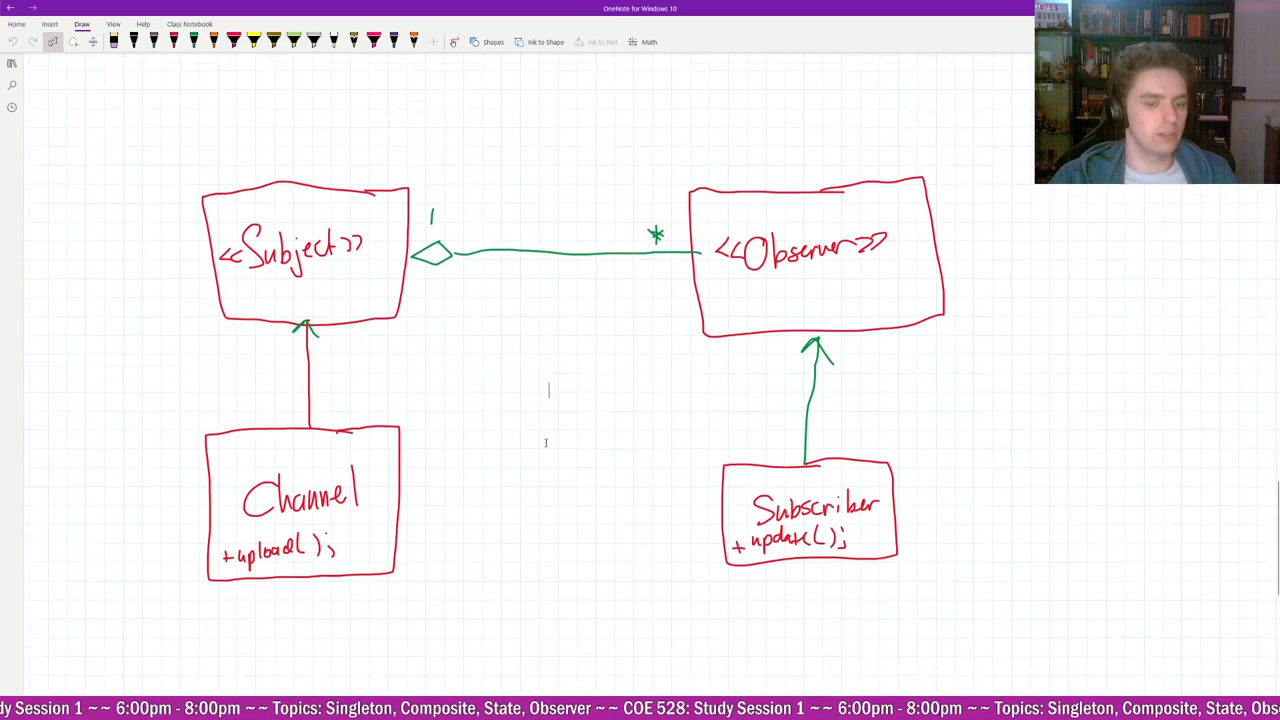 OneNote for Windows 10
Home Insert Draw View Help Class Notebook
Shapes Ink to Shape Ink to Text Math
1
*
<<Subject>>
<<Observer>>
Channel
+upload();
Subscriber
+update();
dy Session 1 ~~ 6:00pm - 8:00pm ~~ Topics: Singleton, Composite, State, Observer ~~ COE 528: Study Session 1 ~~ 6:00pm - 8:00pm ~~ Topics: Singleton, Composite, State, Obs